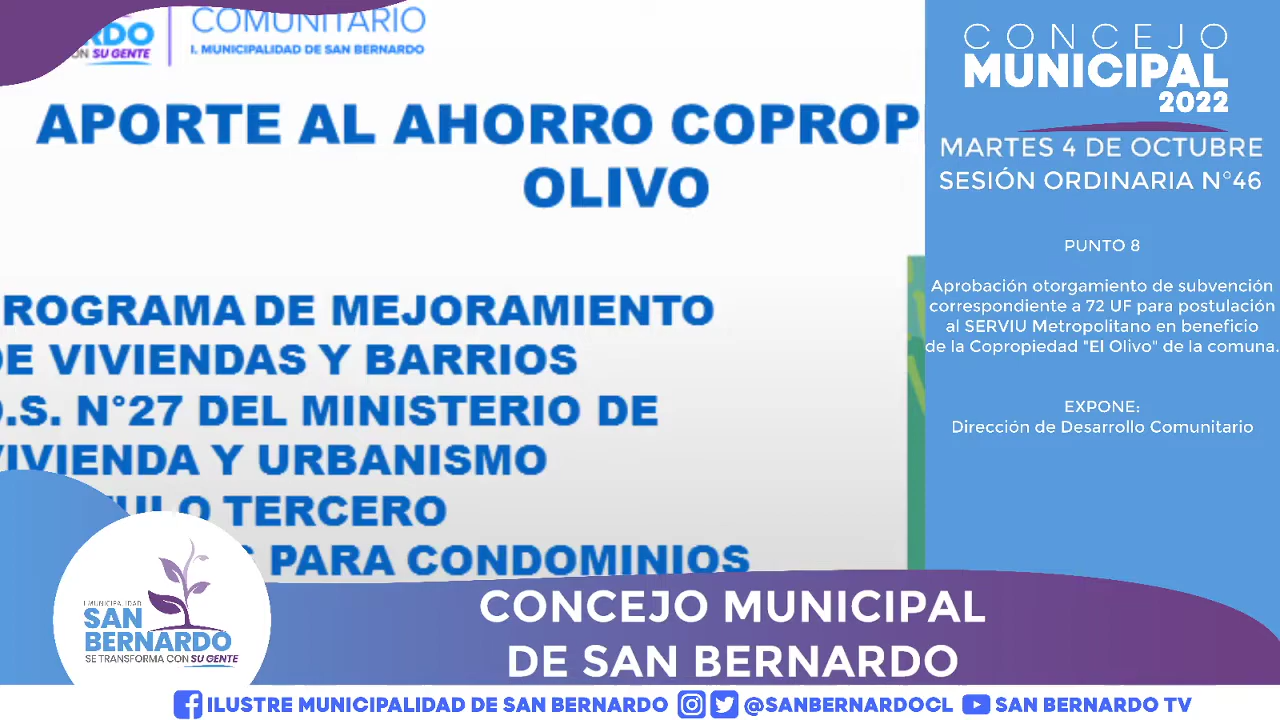 COMUNITARIO
CON SU GENTE
I. MUNICIPALIDAD DE SAN BERNARDO
APORTE AL AHORRO COPROP
OLIVO
ROGRAMA DE MEJORAMIENTO
DE VIVIENDAS Y BARRIOS
D.S. N°27 DEL MINISTERIO DE
VIVIENDA Y URBANISMO
TERCERO
PARA CONDOMINIOS
CONCEJO
MUNICIPAL
2022
MARTES 4 DE OCTUBRE
SESIÓN ORDINARIA N°46
PUNTO 8
Aprobación otorgamiento de subvención
correspondiente a 72 UF para postulación
al SERVIU Metropolitano en beneficio
de la Copropiedad "El Olivo" de la comuna.
EXPONE:
Dirección de Desarrollo Comunitario
I. MUNICIPALIDAD
SAN
BERNARDO
SE TRANSFORMA CON SU GENTE
CONCEJO MUNICIPAL
DE SAN BERNARDO
ILUSTRE MUNICIPALIDAD DE SAN BERNARDO @SANBERNARDOCL SAN BERNARDO TV